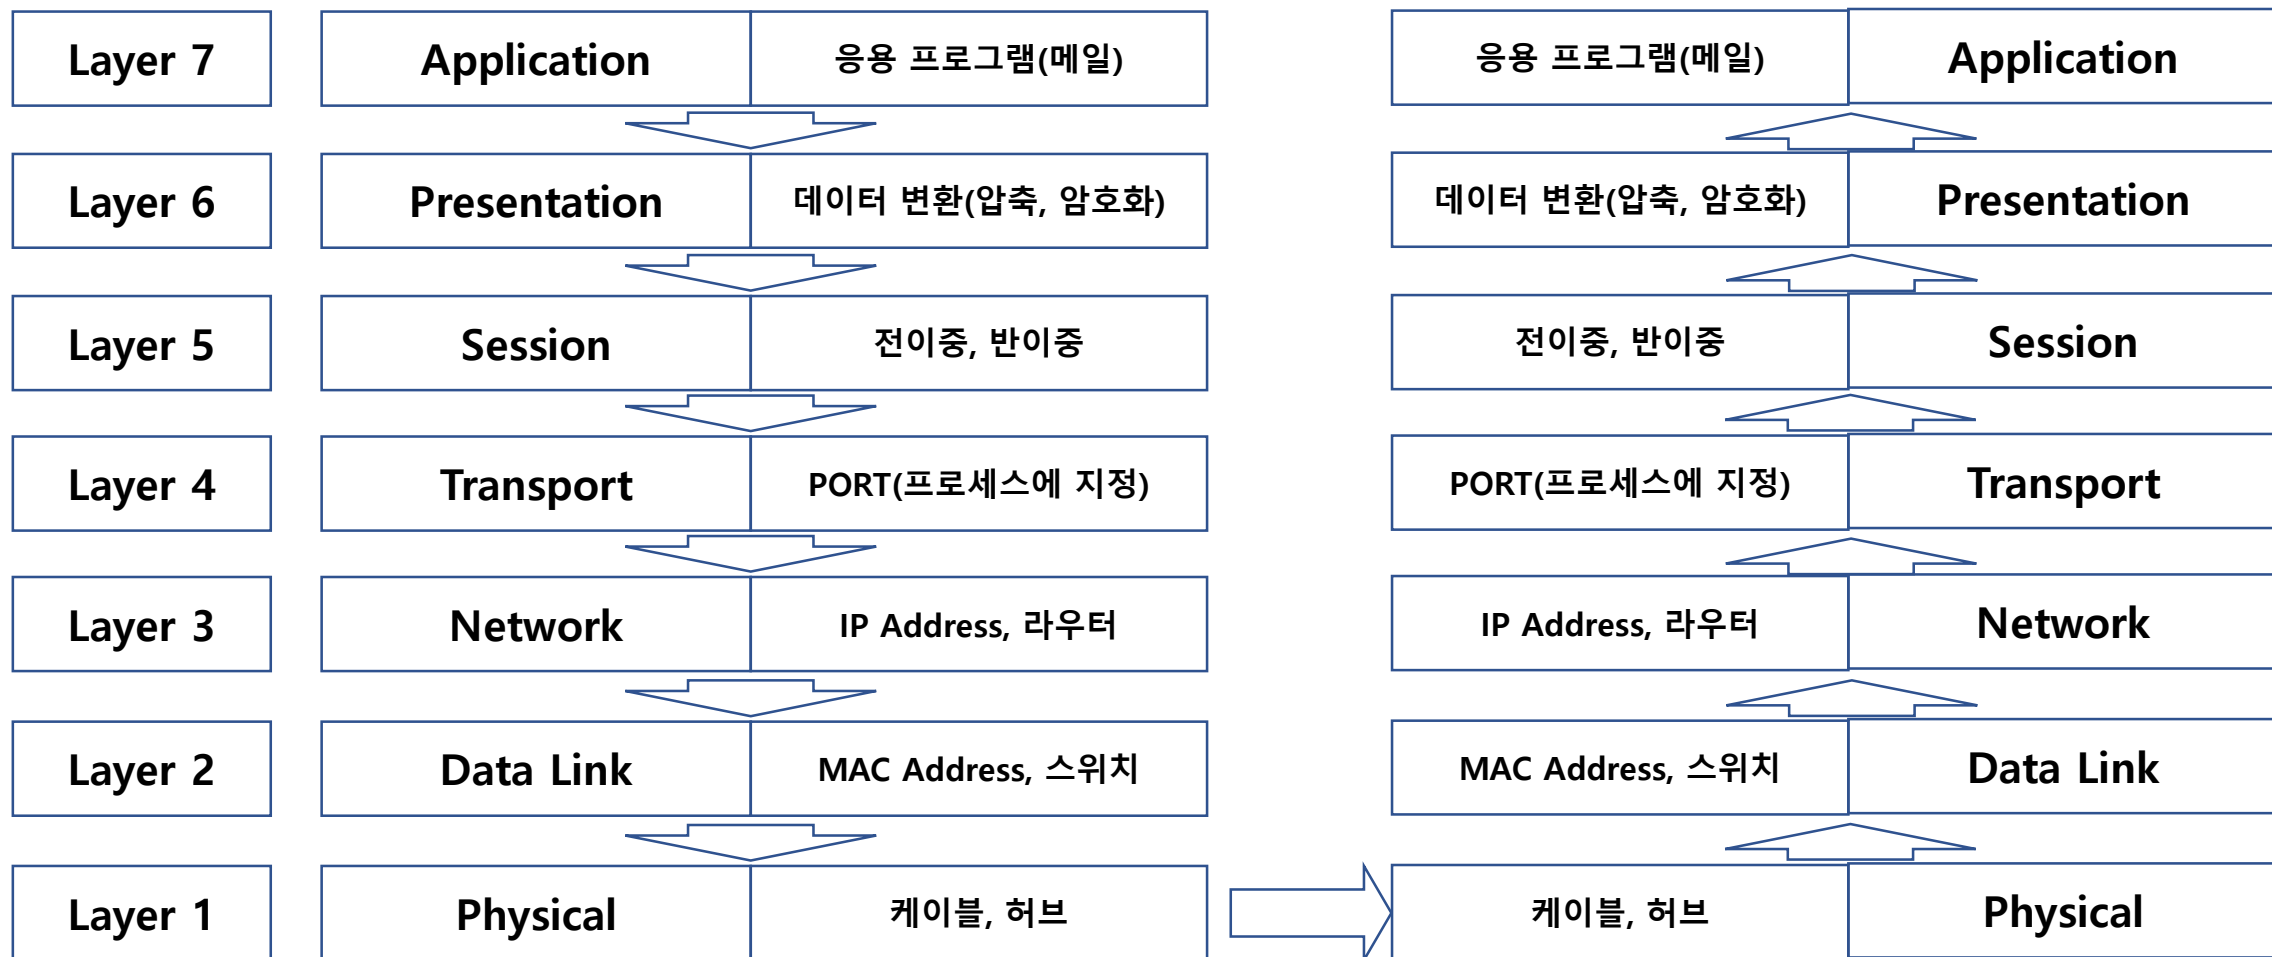 Layer 7 Application 응용 프로그램(메일) 응용 프로그램(메일) Application
Layer 6 Presentation 데이터 변환(압축, 암호화) 데이터 변환(압축, 암호화) Presentation
Layer 5 Session 전이중, 반이중 전이중, 반이중 Session
Layer 4 Transport PORT(프로세스에 지정) PORT(프로세스에 지정) Transport
Layer 3 Network IP Address, 라우터 IP Address, 라우터 Network
Layer 2 Data Link MAC Address, 스위치 MAC Address, 스위치 Data Link
Layer 1 Physical 케이블, 허브 케이블, 허브 Physical